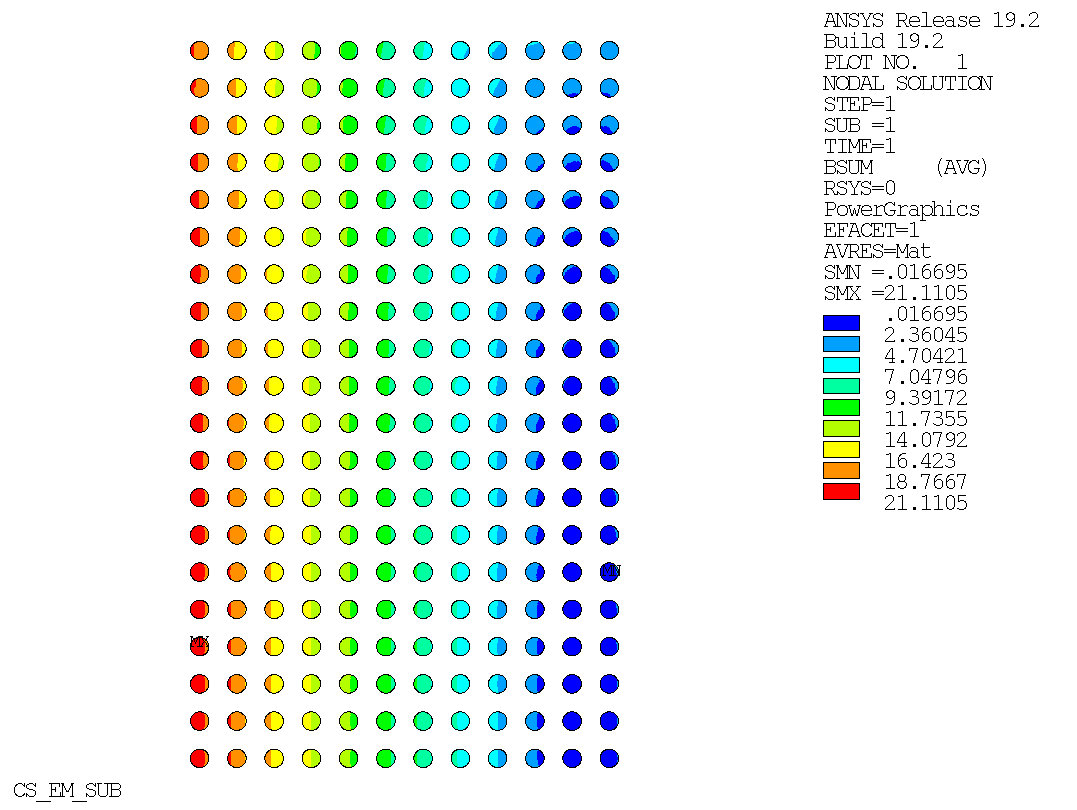 ANSYS Release 19.2
Build 19.2
PLOT NO. 1
NODAL SOLUTION
STEP=1
SUB =1
TIME=1
BSUM (AVG)
RSYS=0
PowerGraphics
EFACET=1
AVRES=Mat
SMN =.016695
SMX =21.1105
.016695
2.36045
4.70421
7.04796
9.39172
11.7355
14.0792
16.423
18.7667
21.1105
MN
MX
CS_EM_SUB